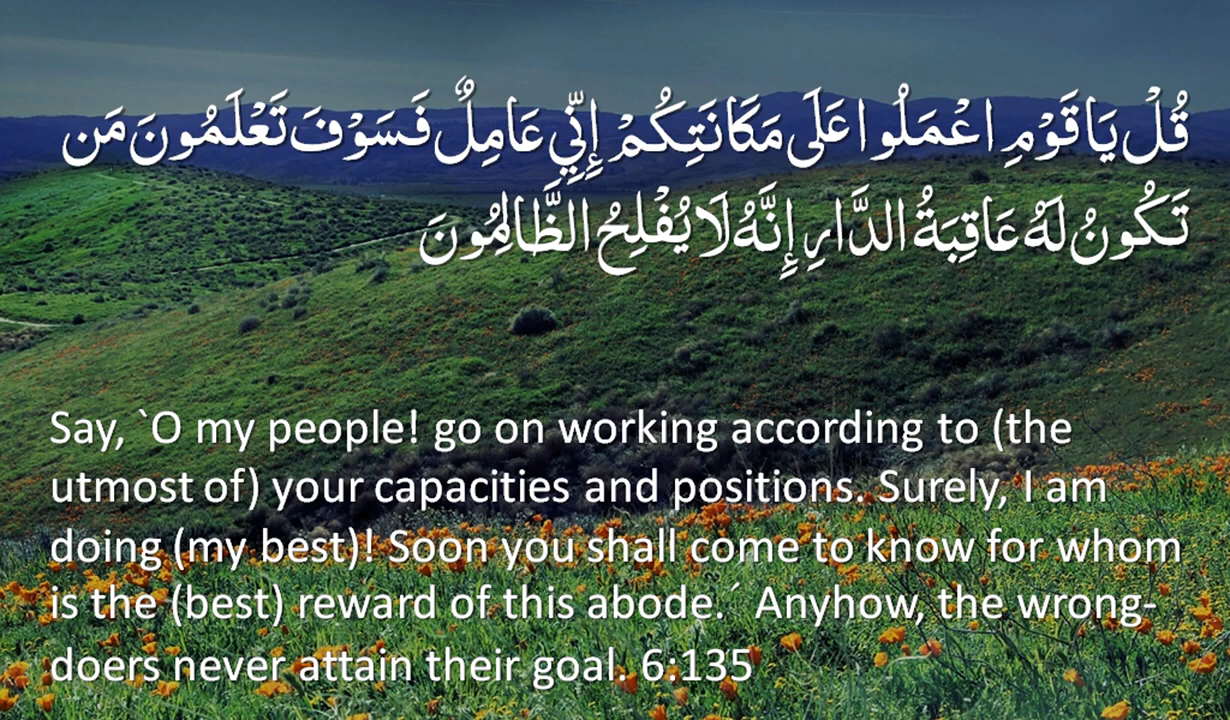 قُلْ يَا قَوْمِ اعْمَلُوا عَلَى مَكَانَتِكُمْ إِنِّي عَامِلٌ فَسَوْفَ تَعْلَمُونَ مَن
تَكُونُ لَهُ عَاقِبَةُ الدَّارِ إِنَّهُ لَا يُفْلِحُ الظَّالِمُونَ
Say, `O my people! go on working according to (the
utmost of) your capacities and positions. Surely, I am
doing (my best)! Soon you shall come to know for whom
is the (best) reward of this abode.´ Anyhow, the wrong-
doers never attain their goal. 6:135